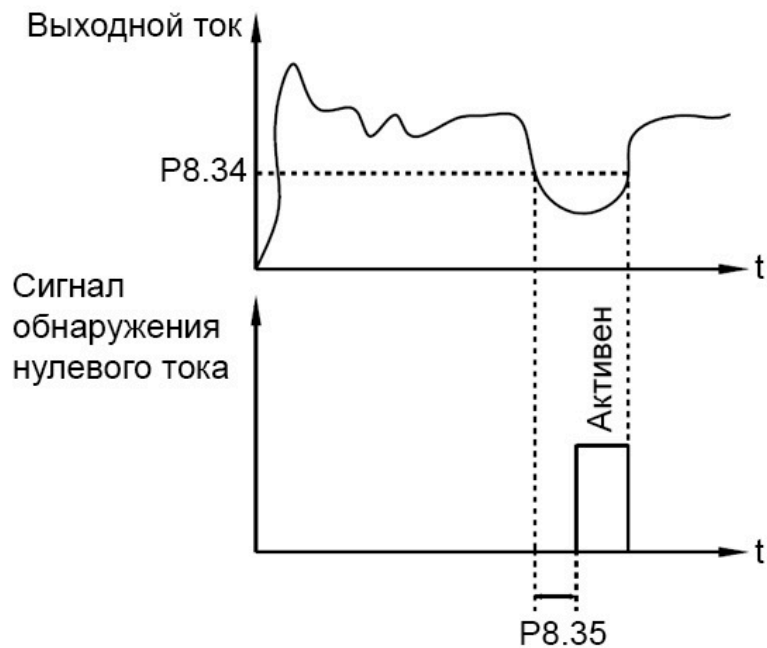 Выходной ток
P8.34
t
Сигнал
обнаружения
нулевого тока
Активен
t
P8.35